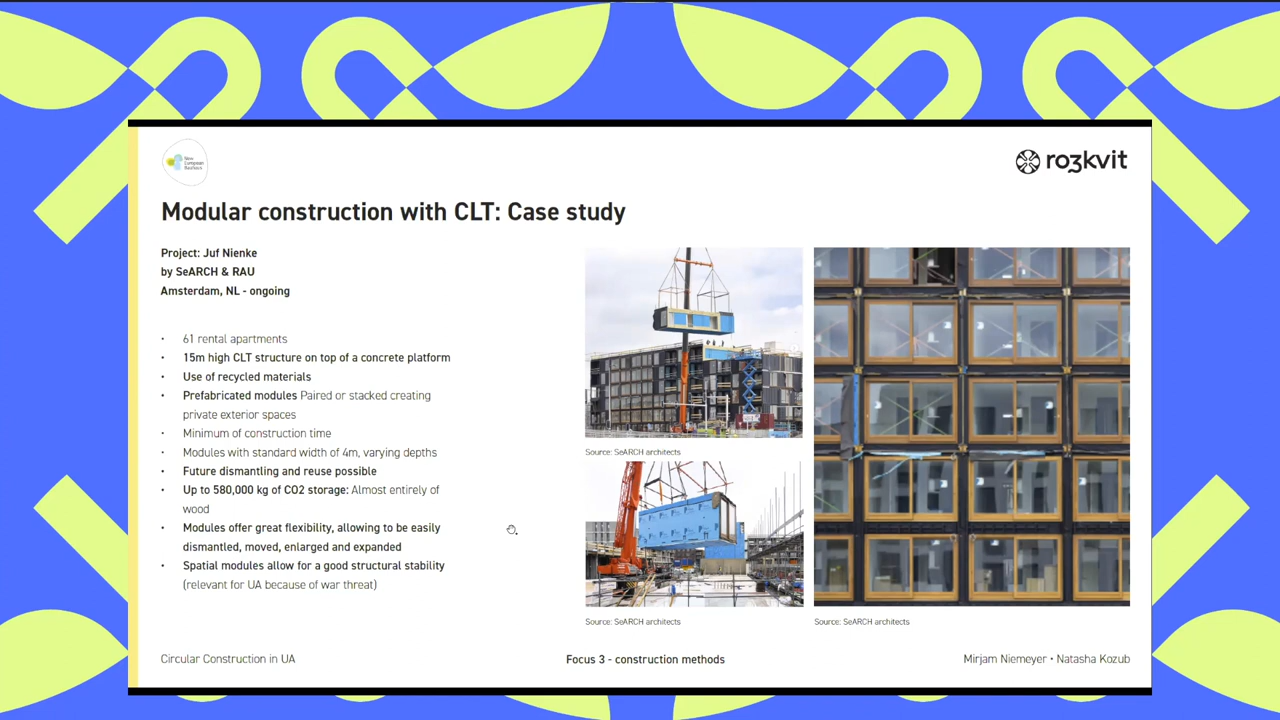 New
European
Bauhaus
ro3kvit
Modular construction with CLT: Case study
Project: Juf Nienke
by SeARCH & RAU
Amsterdam, NL - ongoing
• 61 rental apartments
• 15m high CLT structure on top of a concrete platform
• Use of recycled materials
• Prefabricated modules Paired or stacked creating
private exterior spaces
• Minimum of construction time
• Modules with standard width of 4m, varying depths
• Future dismantling and reuse possible
• Up to 580,000 kg of CO2 storage: Almost entirely of
wood
• Modules offer great flexibility, allowing to be easily
dismantled, moved, enlarged and expanded
• Spatial modules allow for a good structural stability
(relevant for UA because of war threat)
Source: SeARCH architects
Source: SeARCH architects
Source: SeARCH architects
Circular Construction in UA
Focus 3 - construction methods
Mirjam Niemeyer • Natasha Kozub